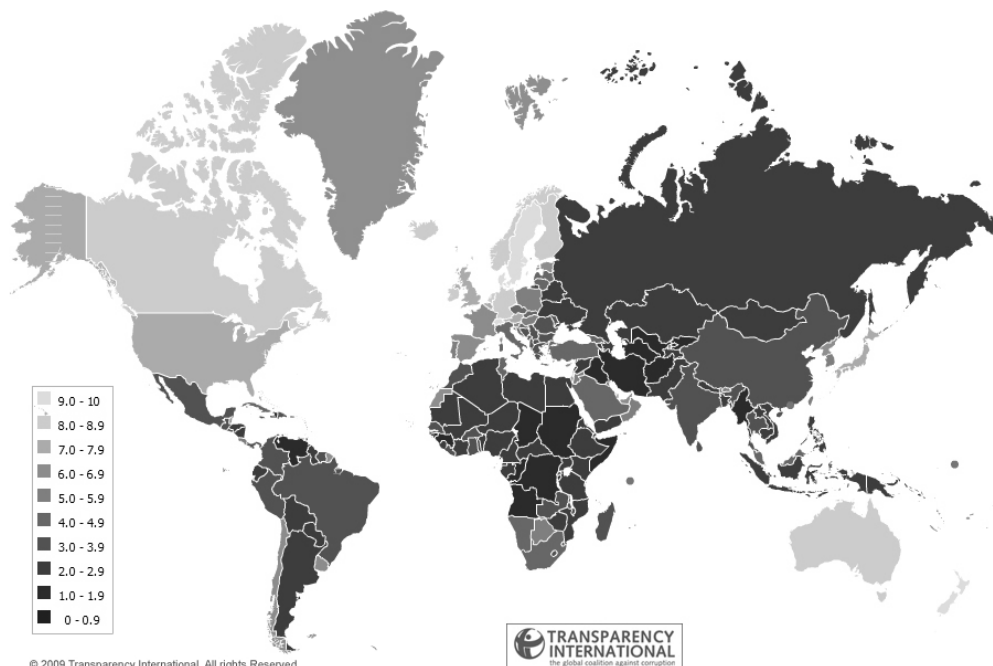 9.0 - 10
8.0 - 8.9
7.0 - 7.9
6.0 - 6.9
5.0 - 5.9
4.0 - 4.9
3.0 - 3.9
2.0 - 2.9
1.0 - 1.9
0 - 0.9
© 2009 Transparency International. All rights Reserved
TRANSPARENCY
INTERNATIONAL
the global coalition against corruption